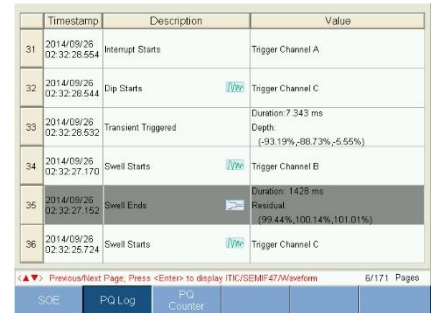 Timestamp Description Value
31 2014/09/26 02:32:28.554 Interrupt Starts Trigger Channel A
32 2014/09/26 02:32:28.544 Dip Starts Trigger Channel C
33 2014/09/26 02:32:28.532 Transient Triggered Duration:7.343 ms
Depth:
(-93.19%,-88.73%,-5.55%)
34 2014/09/26 02:32:27.170 Swell Starts Trigger Channel B
35 2014/09/26 02:32:27.152 Swell Ends Duration: 1428 ms
Residual:
(99.44%,100.14%,101.01%)
36 2014/09/26 02:32:25.724 Swell Starts Trigger Channel C
<▲▼> Previous/Next Page; Press <Enter> to display ITIC/SEMIF47/Waveform 6/171 Pages
SOE PQ Log PQ Counter